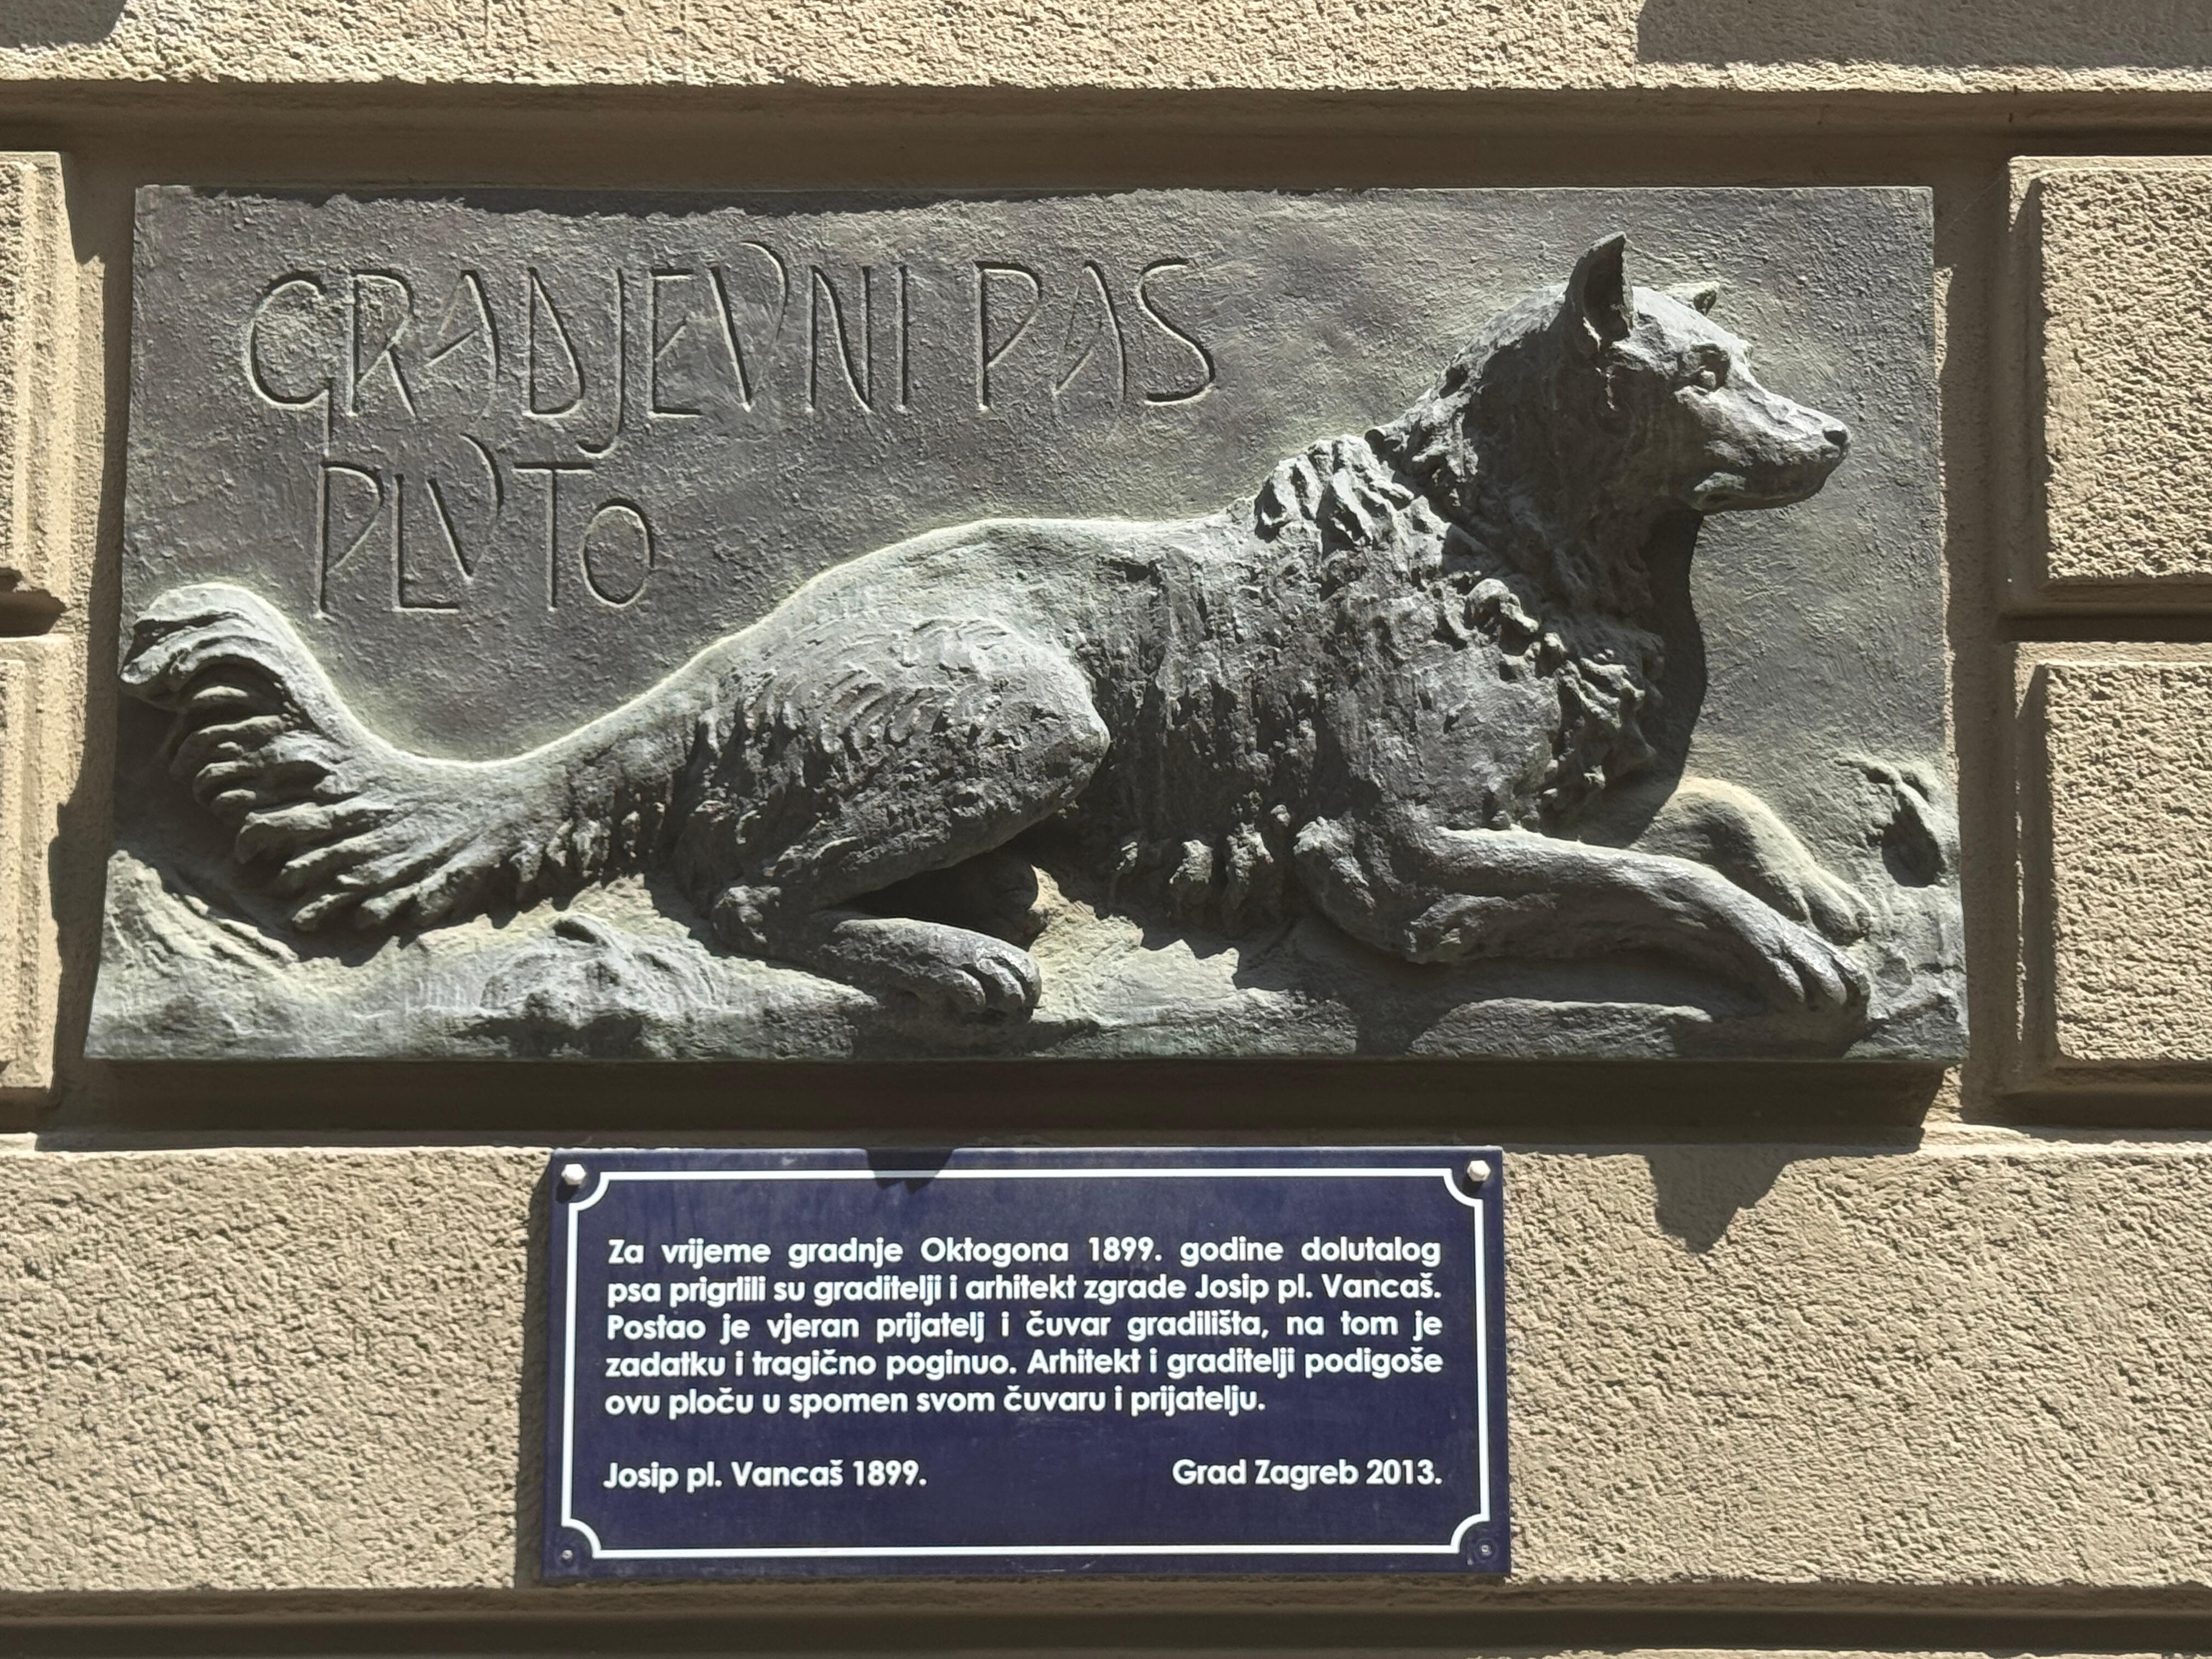 GRADJEVNI PAS
PLVTO
Za vrijeme gradnje Oktogona 1899. godine dolutalog
psa prigrlili su graditelji i arhitekt zgrade Josip pl. Vancaš.
Postao je vjeran prijatelj i čuvar gradilišta, na tom je
zadatku i tragično poginuo. Arhitekt i graditelji podigoše
ovu ploču u spomen svom čuvaru i prijatelju.
Josip pl. Vancaš 1899. Grad Zagreb 2013.